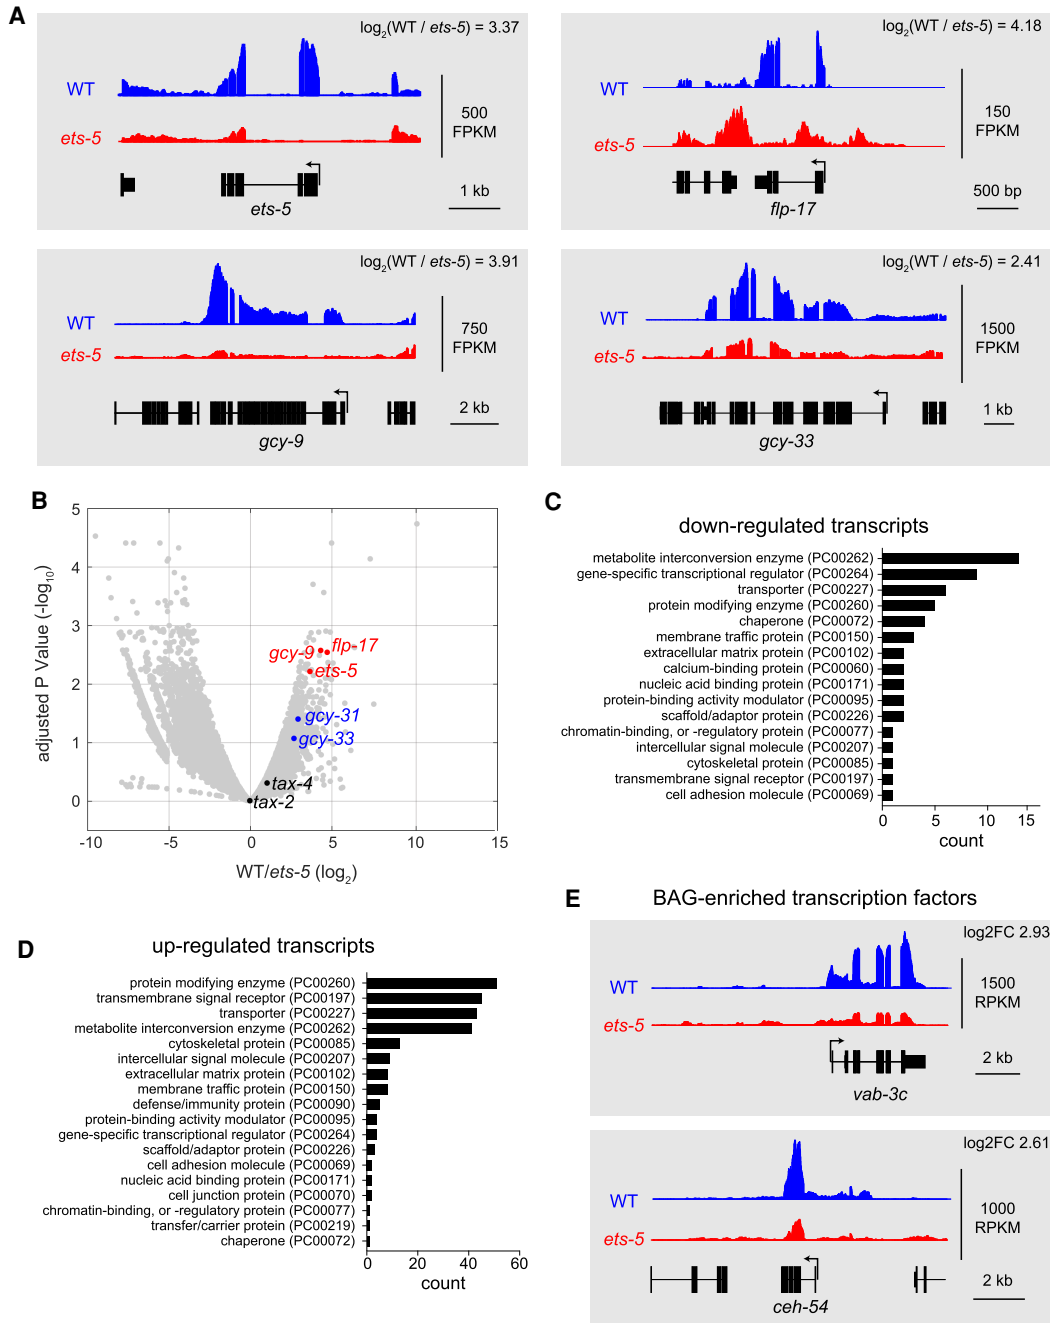 A
log2(WT / ets-5) = 3.37
WT
ets-5
500
FPKM
1 kb
ets-5
log2(WT / ets-5) = 4.18
WT
ets-5
150
FPKM
500 bp
flp-17
log2(WT / ets-5) = 3.91
WT
ets-5
750
FPKM
2 kb
gcy-9
log2(WT / ets-5) = 2.41
WT
ets-5
1500
FPKM
1 kb
gcy-33
B
adjusted P Value (-log10)
5
4
3
2
1
0
gcy-9
flp-17
ets-5
gcy-31
gcy-33
tax-4
tax-2
-10
-5
0
5
10
15
WT/ets-5 (log2)
C
down-regulated transcripts
metabolite interconversion enzyme (PC00262)
gene-specific transcriptional regulator (PC00264)
transporter (PC00227)
protein modifying enzyme (PC00260)
chaperone (PC00072)
membrane traffic protein (PC00150)
extracellular matrix protein (PC00102)
calcium-binding protein (PC00060)
nucleic acid binding protein (PC00171)
protein-binding activity modulator (PC00095)
scaffold/adaptor protein (PC00226)
chromatin-binding, or -regulatory protein (PC00077)
intercellular signal molecule (PC00207)
cytoskeletal protein (PC00085)
transmembrane signal receptor (PC00197)
cell adhesion molecule (PC00069)
0
5
10
15
count
D
up-regulated transcripts
protein modifying enzyme (PC00260)
transmembrane signal receptor (PC00197)
transporter (PC00227)
metabolite interconversion enzyme (PC00262)
cytoskeletal protein (PC00085)
intercellular signal molecule (PC00207)
extracellular matrix protein (PC00102)
membrane traffic protein (PC00150)
defense/immunity protein (PC00090)
protein-binding activity modulator (PC00095)
gene-specific transcriptional regulator (PC00264)
scaffold/adaptor protein (PC00226)
cell adhesion molecule (PC00069)
nucleic acid binding protein (PC00171)
cell junction protein (PC00070)
chromatin-binding, or -regulatory protein (PC00077)
transfer/carrier protein (PC00219)
chaperone (PC00072)
0
20
40
60
count
E
BAG-enriched transcription factors
log2FC 2.93
WT
ets-5
1500
RPKM
2 kb
vab-3c
log2FC 2.61
WT
ets-5
1000
RPKM
2 kb
ceh-54